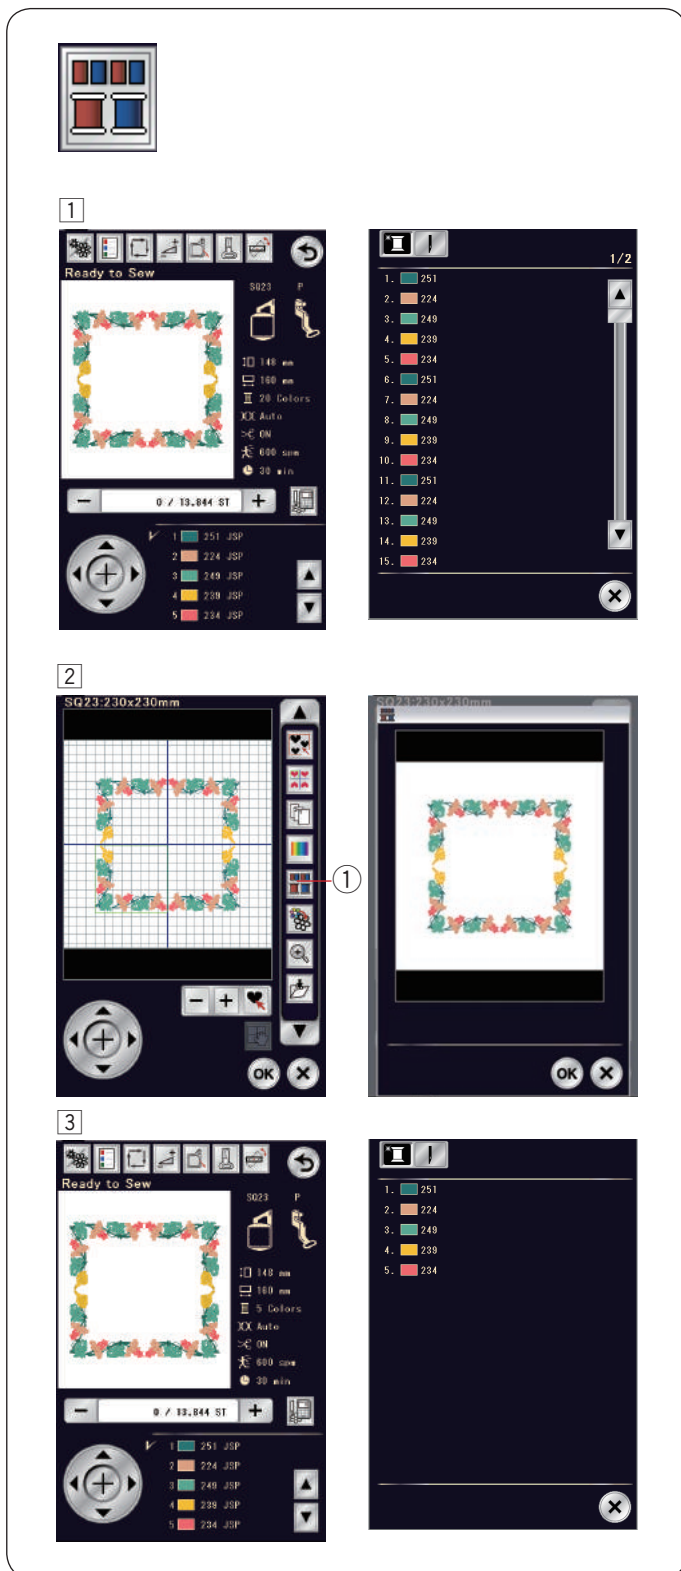 1
Ready to Sew
SQ23 P
148 mm
160 mm
20 Colors
Auto
ON
600 spm
30 min
- 0 / 13.844 ST +
1 251 JSP
2 224 JSP
3 249 JSP
4 239 JSP
5 234 JSP
1/2
1. 251
2. 224
3. 249
4. 239
5. 234
6. 251
7. 224
8. 249
9. 239
10. 234
11. 251
12. 224
13. 249
14. 239
15. 234
2
SQ23:230x230mm
1
- +
OK
SQ23:230x230mm
OK
3
Ready to Sew
SQ23 P
148 mm
160 mm
5 Colors
Auto
ON
600 spm
30 min
- 0 / 13.844 ST +
1 251 JSP
2 224 JSP
3 249 JSP
4 239 JSP
5 234 JSP
1. 251
2. 224
3. 249
4. 239
5. 234